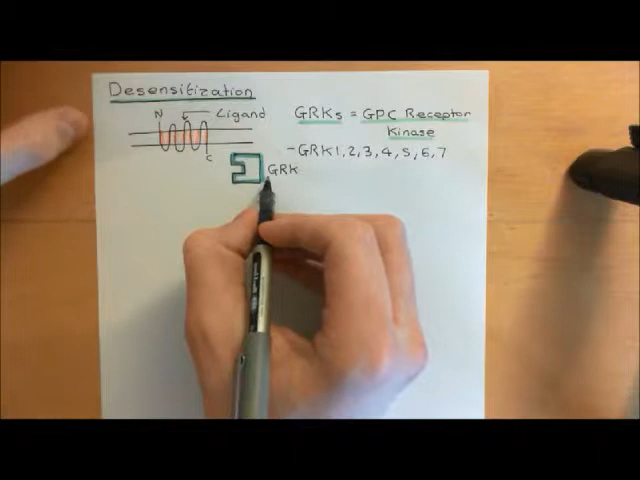 Desensitization
N
Ligand
C
GRK
GRKs = GPC Receptor
Kinase
- GRK1, 2, 3, 4, 5, 6, 7